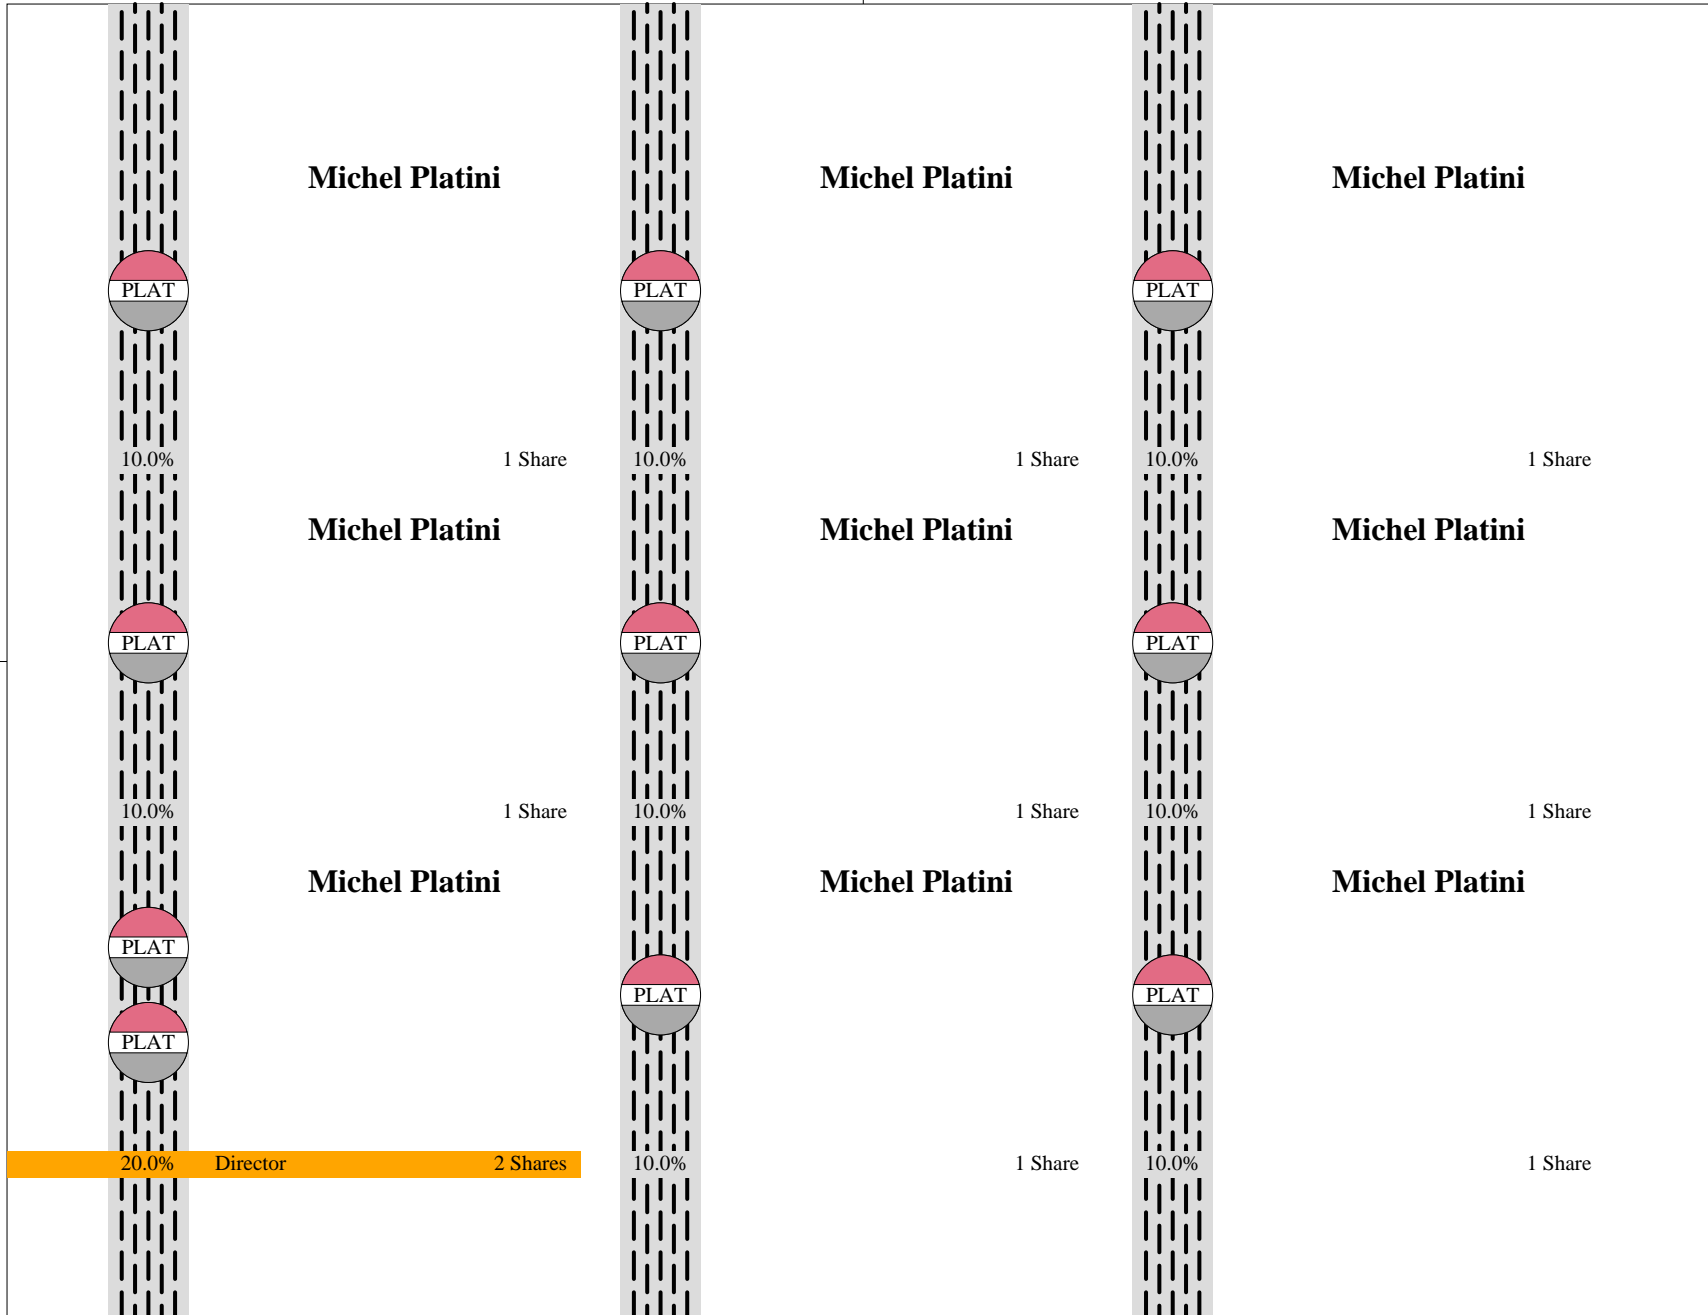 Michel Platini Michel Platini Michel Platini
PLAT PLAT PLAT
10.0% 1 Share 10.0% 1 Share 10.0% 1 Share
Michel Platini Michel Platini Michel Platini
PLAT PLAT PLAT
10.0% 1 Share 10.0% 1 Share 10.0% 1 Share
Michel Platini Michel Platini Michel Platini
PLAT
PLAT PLAT
PLAT
20.0% Director 2 Shares 10.0% 1 Share 10.0% 1 Share